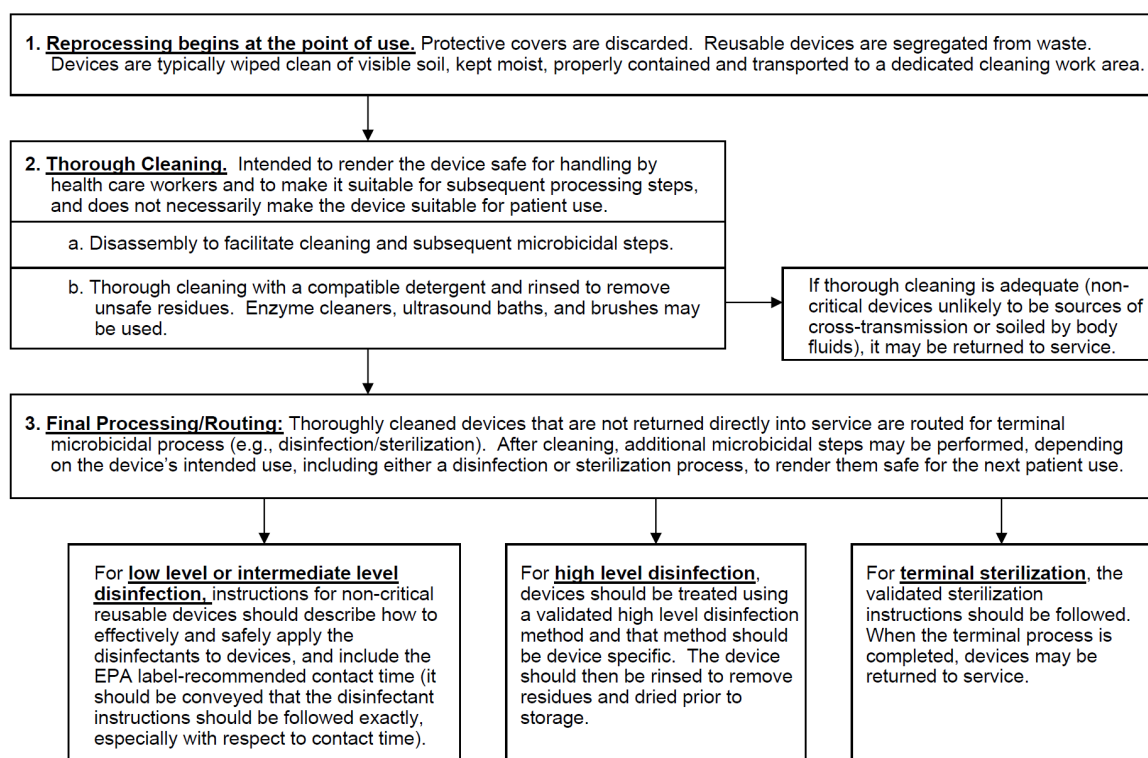 1. Reprocessing begins at the point of use. Protective covers are discarded. Reusable devices are segregated from waste.
Devices are typically wiped clean of visible soil, kept moist, properly contained and transported to a dedicated cleaning work area.
2. Thorough Cleaning. Intended to render the device safe for handling by
health care workers and to make it suitable for subsequent processing steps,
and does not necessarily make the device suitable for patient use.
a. Disassembly to facilitate cleaning and subsequent microbicidal steps.
b. Thorough cleaning with a compatible detergent and rinsed to remove
unsafe residues. Enzyme cleaners, ultrasound baths, and brushes may
be used.
If thorough cleaning is adequate (non-
critical devices unlikely to be sources of
cross-transmission or soiled by body
fluids), it may be returned to service.
3. Final Processing/Routing: Thoroughly cleaned devices that are not returned directly into service are routed for terminal
microbicidal process (e.g., disinfection/sterilization). After cleaning, additional microbicidal steps may be performed, depending
on the device's intended use, including either a disinfection or sterilization process, to render them safe for the next patient use.
For low level or intermediate level
disinfection, instructions for non-critical
reusable devices should describe how to
effectively and safely apply the
disinfectants to devices, and include the
EPA label-recommended contact time (it
should be conveyed that the disinfectant
instructions should be followed exactly,
especially with respect to contact time).
For high level disinfection,
devices should be treated using
a validated high level disinfection
method and that method should
be device specific. The device
should then be rinsed to remove
residues and dried prior to
storage.
For terminal sterilization, the
validated sterilization
instructions should be followed.
When the terminal process is
completed, devices may be
returned to service.